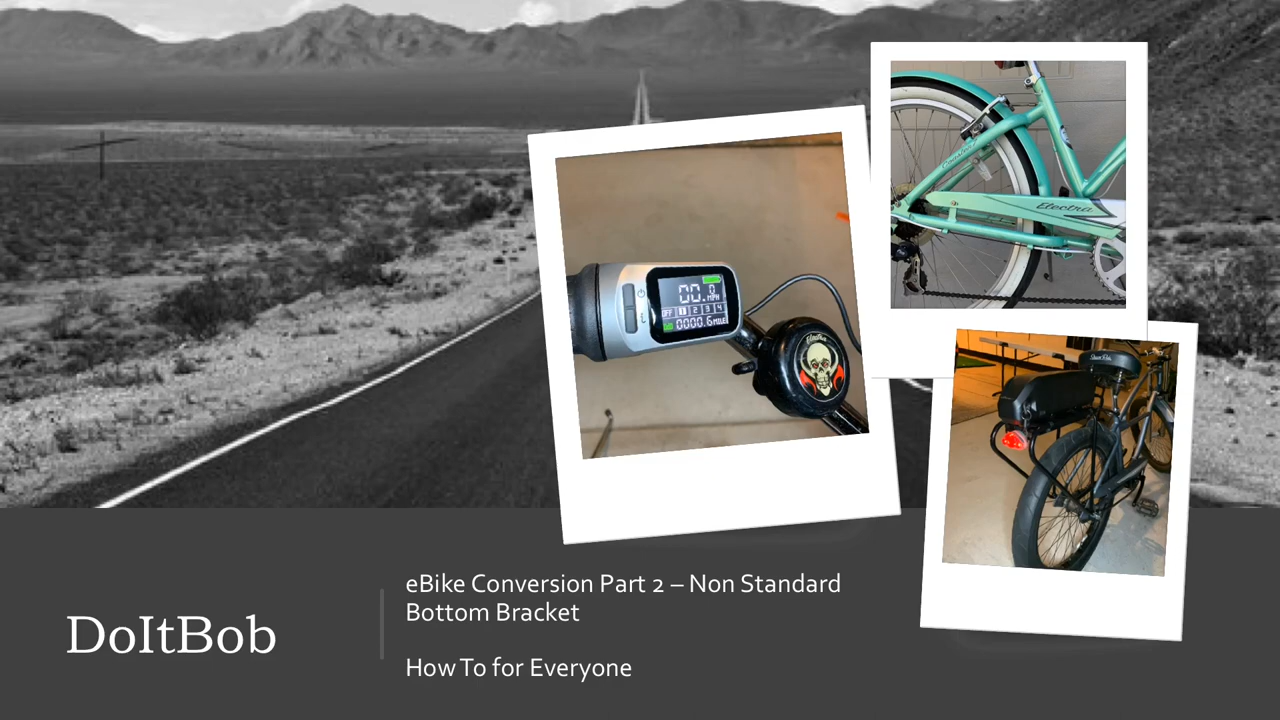 Electra
00.0 MPH
OFF 1 2 3 4
0000.6 MILE
DoItBob
eBike Conversion Part 2 – Non Standard
Bottom Bracket
How To for Everyone